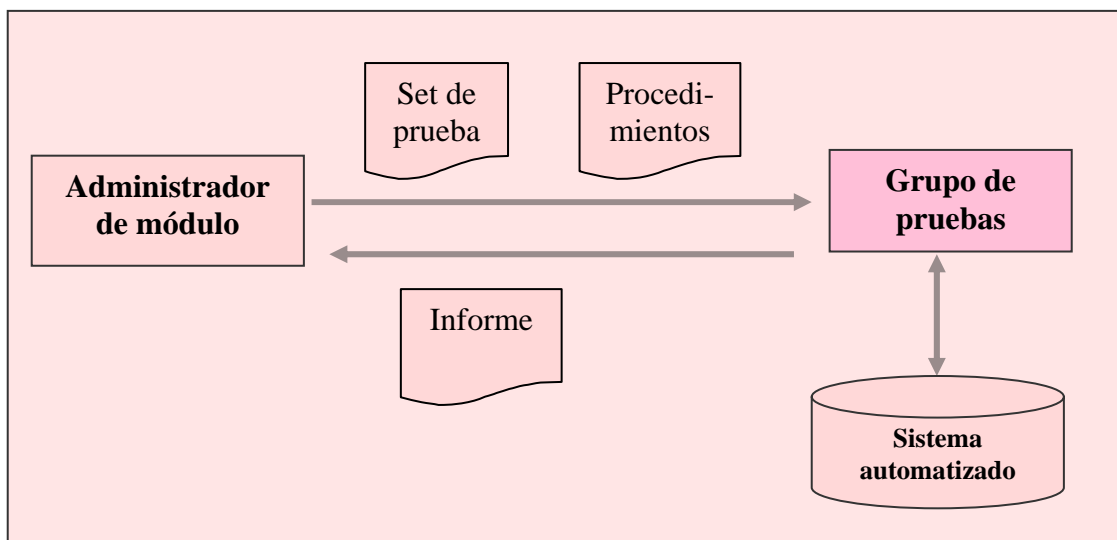 Set de
prueba
Procedi-
mientos
Administrador
de módulo
Grupo de
pruebas
Informe
Sistema
automatizado